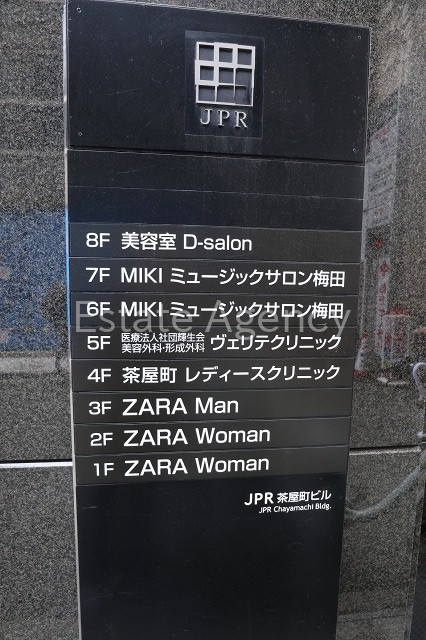 JPR
8F 美容室 D-salon
7F MIKI ミュージックサロン梅田
6F MIKI ミュージックサロン梅田
Estate Agency
5F 医療法人社団輝生会 美容外科・形成外科 ヴェリテクリニック
4F 茶屋町 レディースクリニック
3F ZARA Man
2F ZARA Woman
1F ZARA Woman
JPR 茶屋町ビル
JPR Chayamachi Bldg.